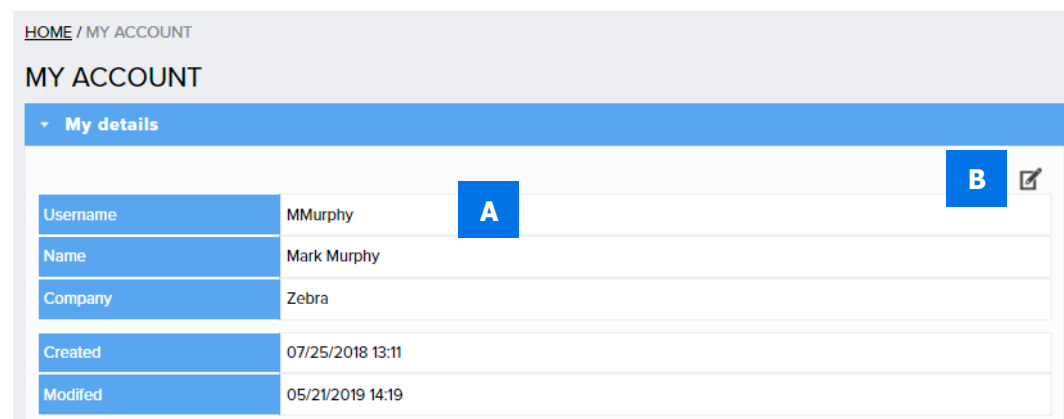 HOME / MY ACCOUNT
MY ACCOUNT
My details
B
Username MMurphy A
Name Mark Murphy
Company Zebra
Created 07/25/2018 13:11
Modifed 05/21/2019 14:19